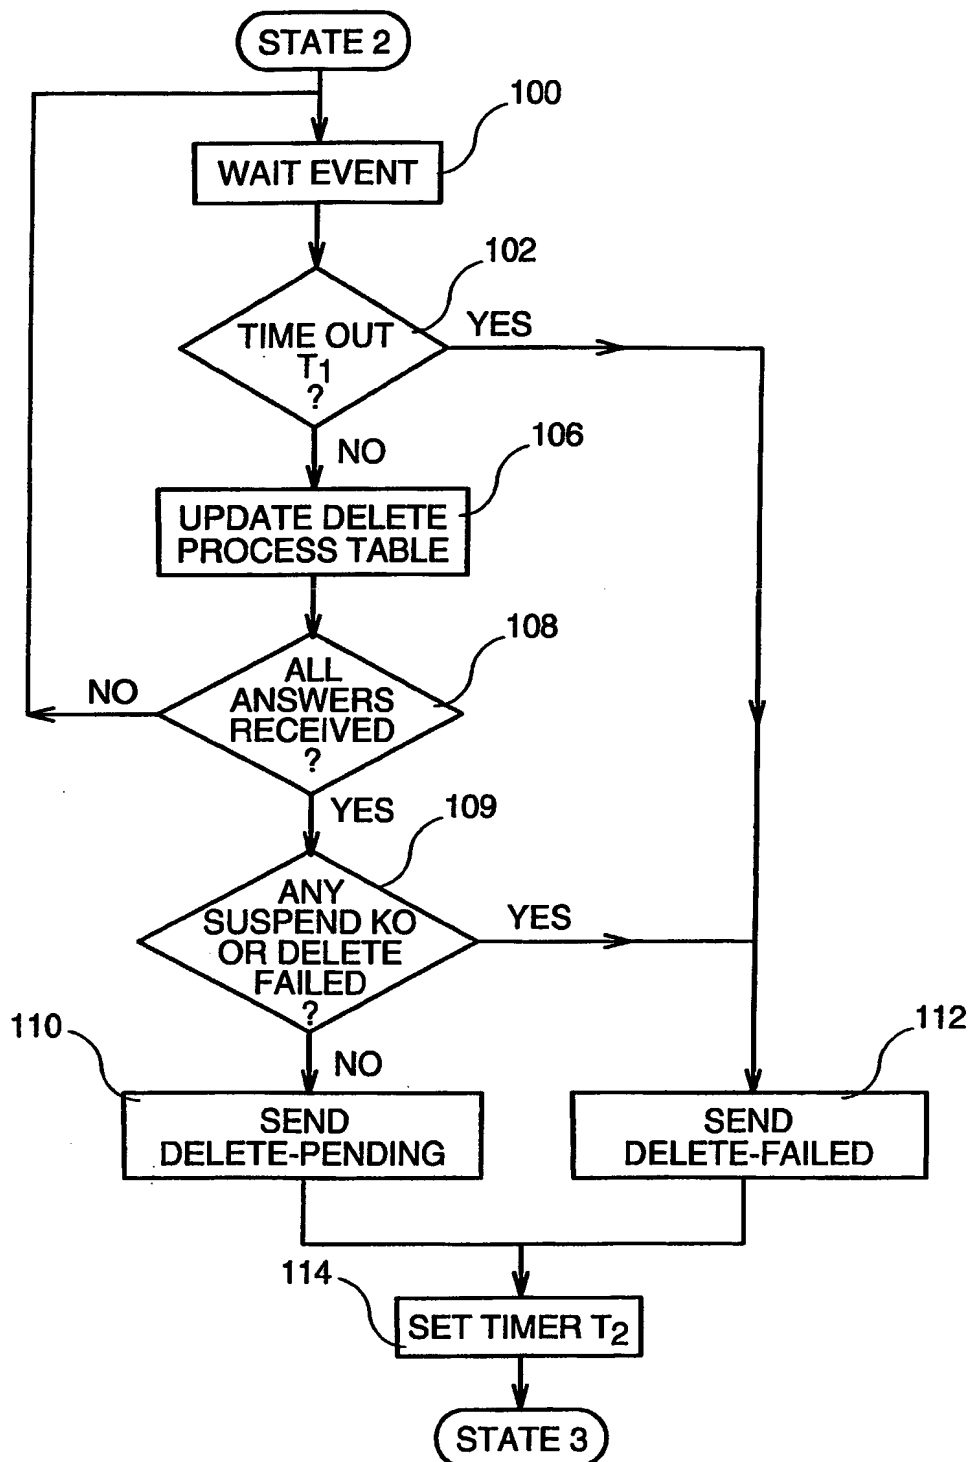 STATE 2
100
WAIT EVENT
102
TIME OUT
T1
?
YES
NO
106
UPDATE DELETE
PROCESS TABLE
108
ALL
ANSWERS
RECEIVED
?
NO
YES
109
ANY
SUSPEND KO
OR DELETE
FAILED
?
YES
NO
110
SEND
DELETE-PENDING
112
SEND
DELETE-FAILED
114
SET TIMER T2
STATE 3